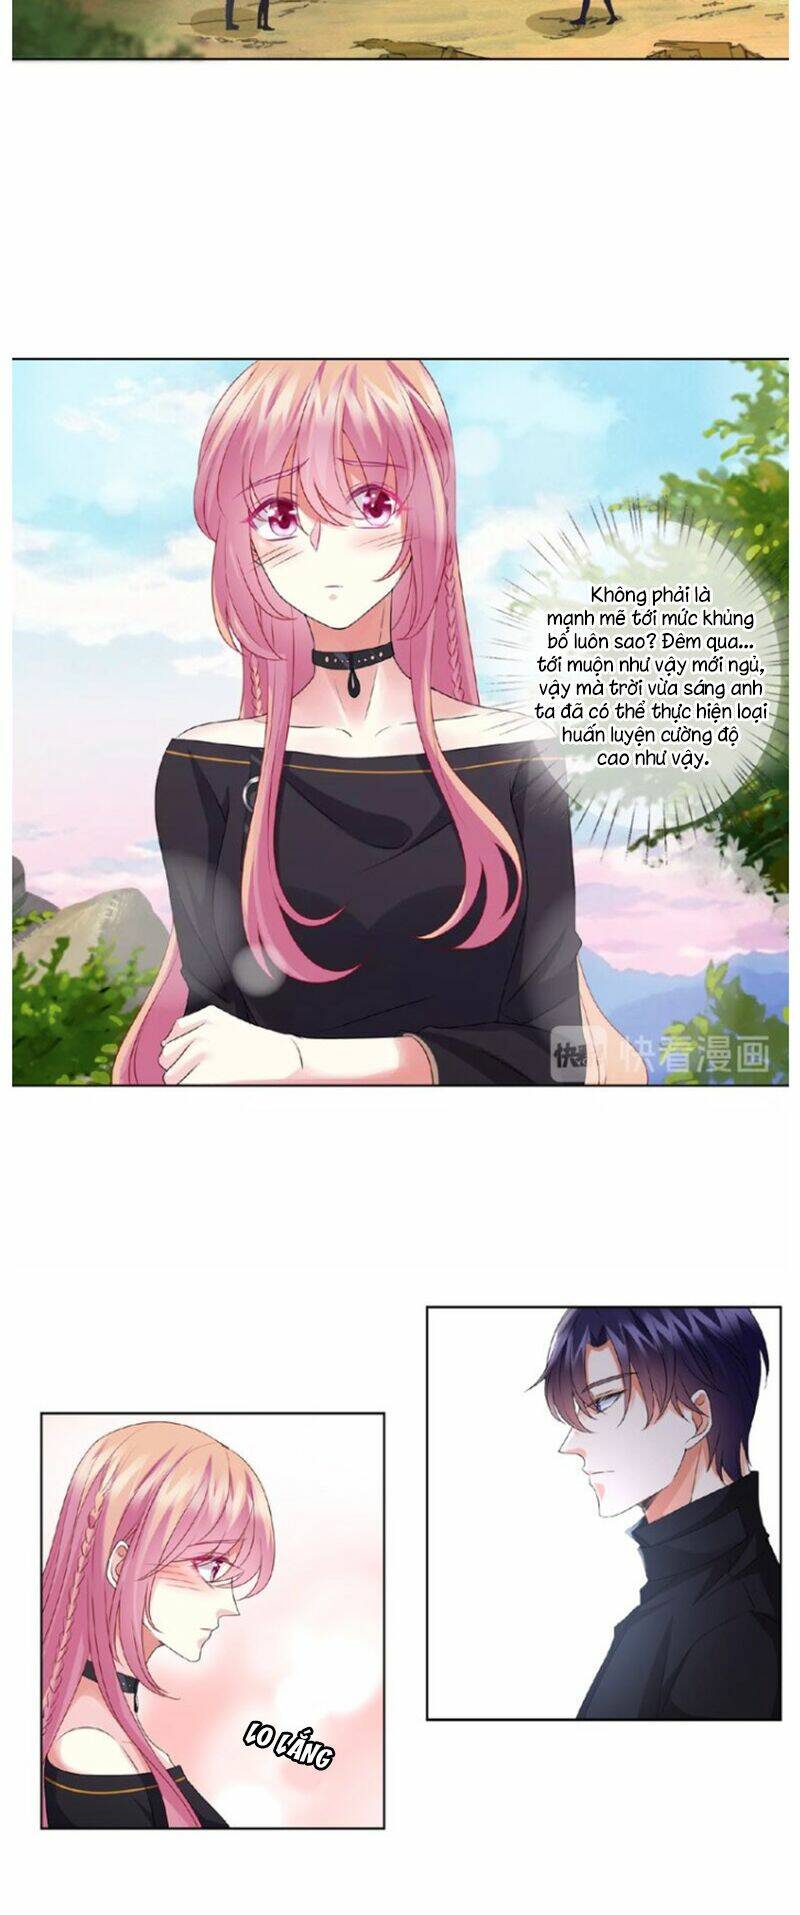 Không phải là
mạnh mẽ tới mức khủng
bố luôn sao? Đêm qua...
tới muộn như vậy mới ngủ,
vậy mà trời vừa sáng anh
ta đã có thể thực hiện loại
huấn luyện cường độ
cao như vậy.
快看 快看漫画
LO LẮNG